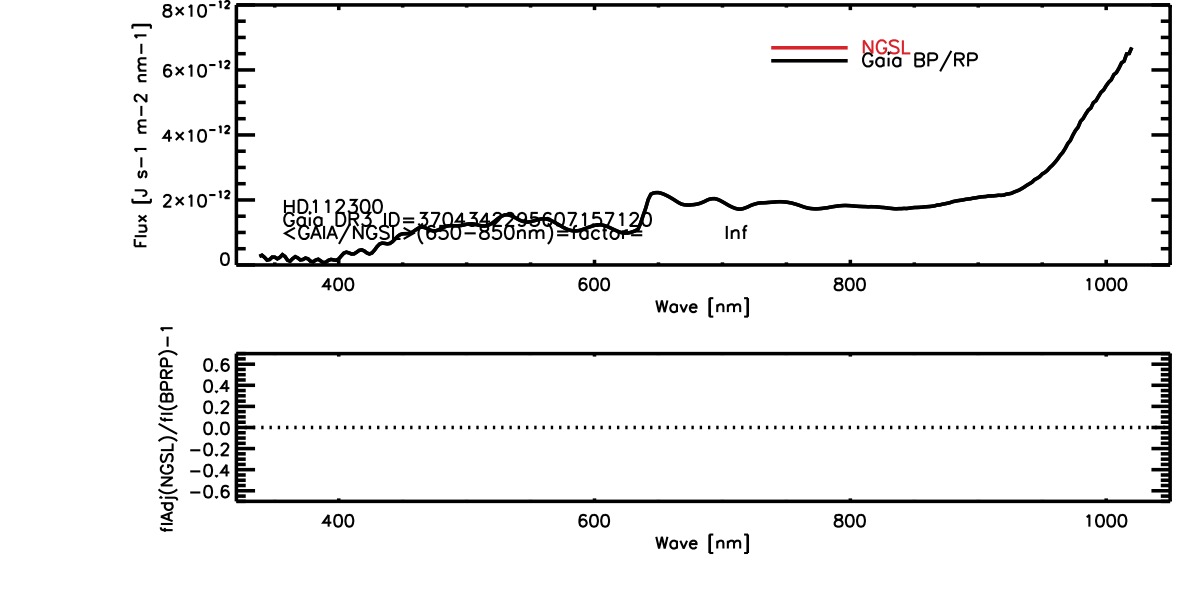 8×10−12
6×10−12
4×10−12
2×10−12
0
Flux [J s−1 m−2 nm−1]
NGSL
Gaia BP/RP
HD112300
Gaia DR3 ID=
<GAIA/NGSL>(650−850nm)=factor= Inf
400 600 800 1000
Wave [nm]
flAdj(NGSL)/fl(BPRP)−1
0.6
0.4
0.2
0.0
−0.2
−0.4
−0.6
400 600 800 1000
Wave [nm]